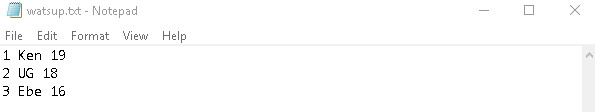 watsup.txt - Notepad
File Edit Format View Help
1 Ken 19
2 UG 18
3 Ebe 16